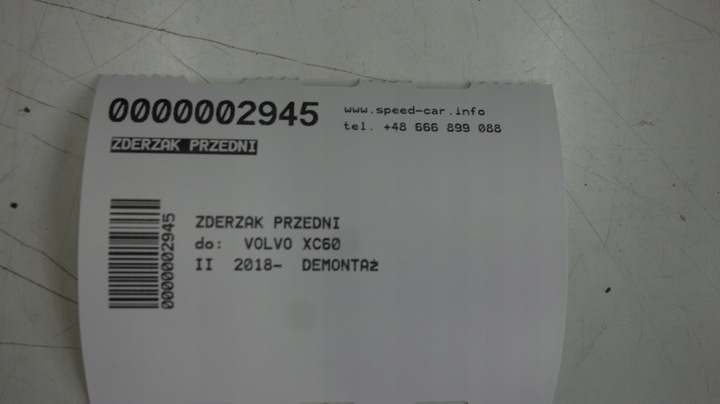 0000002945
www.speed-car.info
tel. +48 666 899 088
ZDERZAK PRZEDNI
0000002945
ZDERZAK PRZEDNI
do: VOLVO XC60
II 2018- DEMONTAż